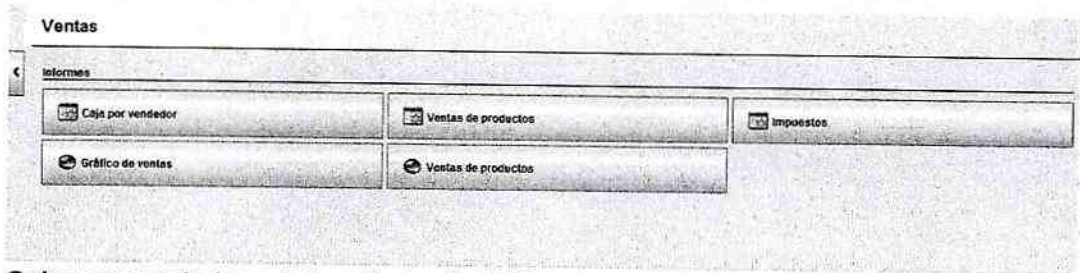 Ventas
Informes
Caja por vendedor
Ventas de productos
Impuestos
Gráfico de ventas
Ventas de productos